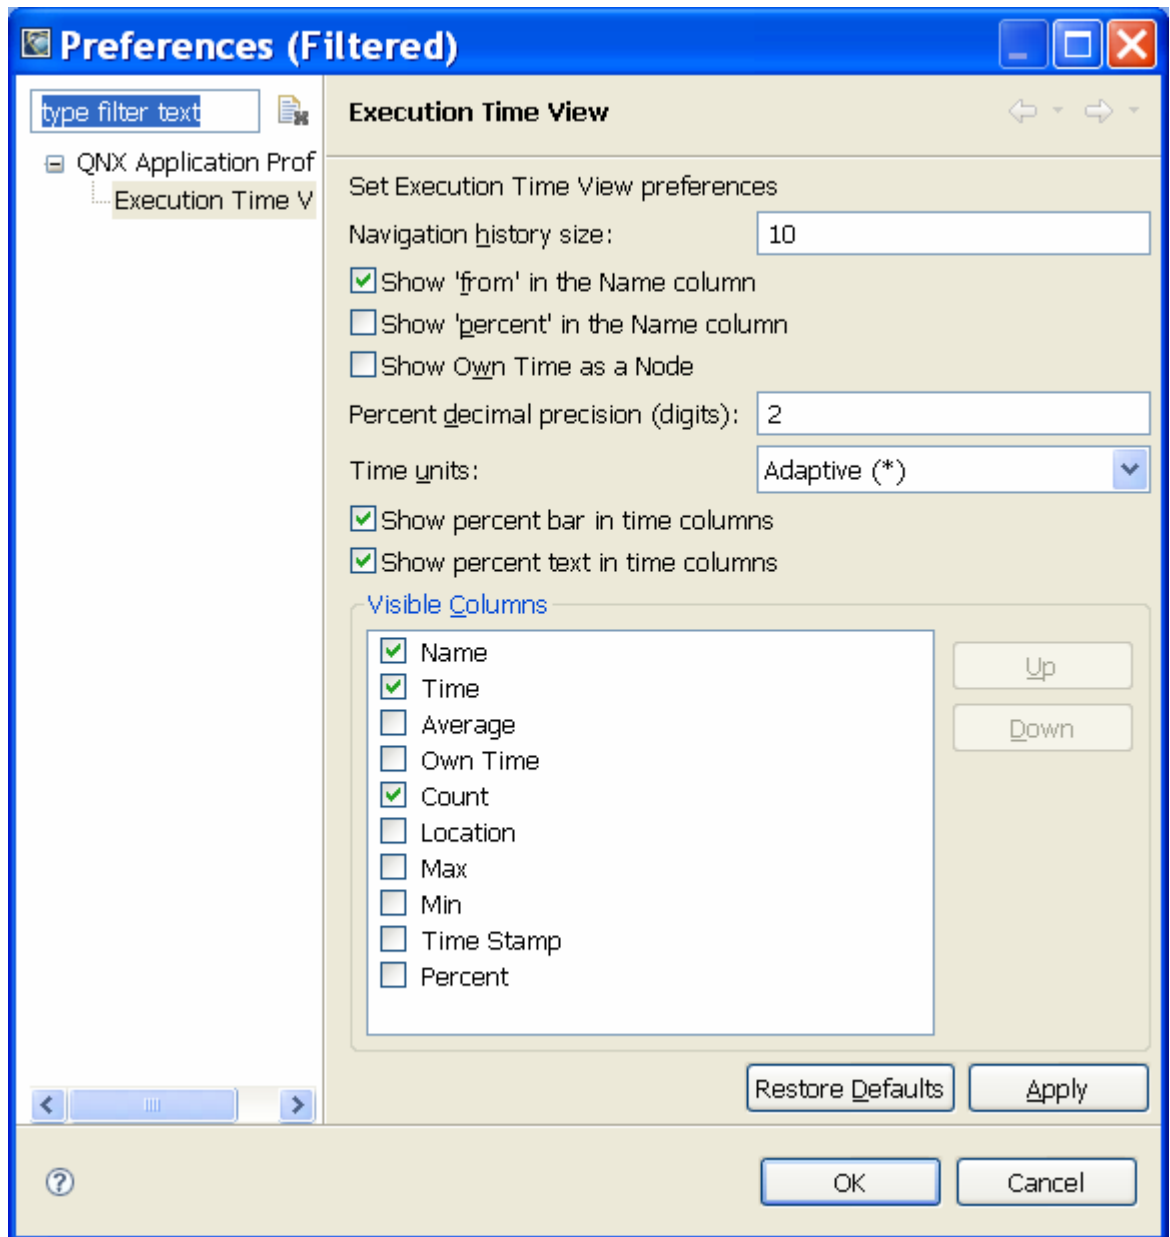 Preferences (Filtered)
type filter text
QNX Application Prof
Execution Time V
Execution Time View
Set Execution Time View preferences
Navigation history size: 10
Show 'from' in the Name column
Show 'percent' in the Name column
Show Own Time as a Node
Percent decimal precision (digits): 2
Time units: Adaptive (*)
Show percent bar in time columns
Show percent text in time columns
Visible Columns
Name
Time
Average
Own Time
Count
Location
Max
Min
Time Stamp
Percent
Up
Down
Restore Defaults Apply
OK Cancel